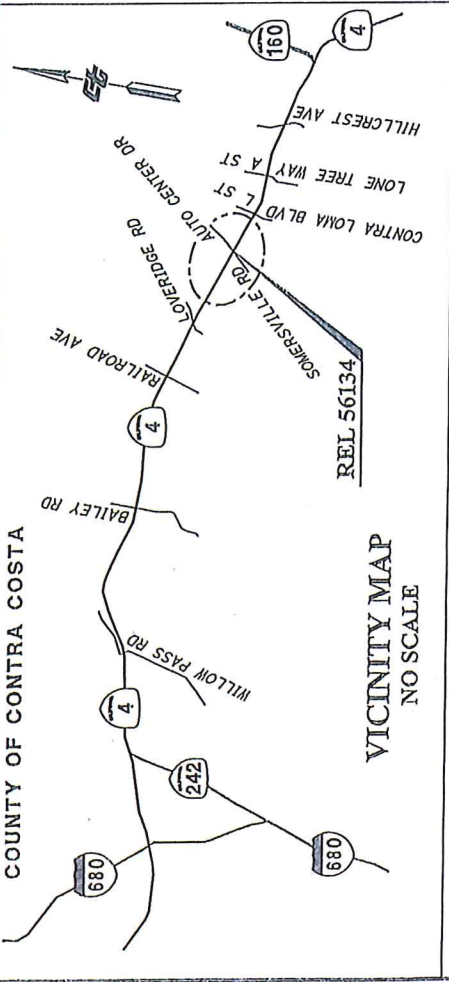 COUNTY OF CONTRA COSTA
680
4
242
680
WILLOW PASS RD
BAILEY RD
4
RAILROAD AVE
LOVERIDGE RD
SOMERSVILLE RD
AUTO CENTER DR
CONTRA LOMA BLVD
L ST
LONE TREE WAY
A ST
HILLCREST AVE
160
4
REL 56134
VICINITY MAP
NO SCALE